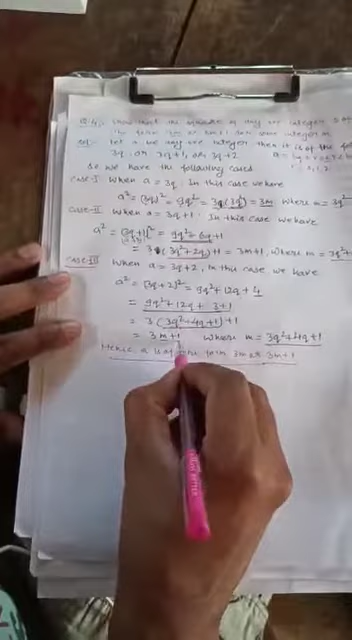 Q.4. Show that the square of any +ve integer is of
the form 3m or 3m+1 for some integer m
Sol. Let a be any +ve integer then it is of the form
3q or 3q+1, or 3q+2
So we have the following cases
Case-I When a = 3q. In this case we have
a² = (3q)² = 9q² = 3q(3q) = 3m where m = 3q²
Case-II When a = 3q+1. In this case we have
a² = (3q+1)² = 9q²+6q+1
= 3(3q²+2q)+1 = 3m+1, where m = 3q²+
Case-III When a = 3q+2, In this case we have
a² = (3q+2)² = 9q²+12q+4
= 9q²+12q+3+1
= 3(3q²+4q+1)+1
= 3m+1 where m = 3q²+4q+1
Hence a is of the form 3m or 3m+1